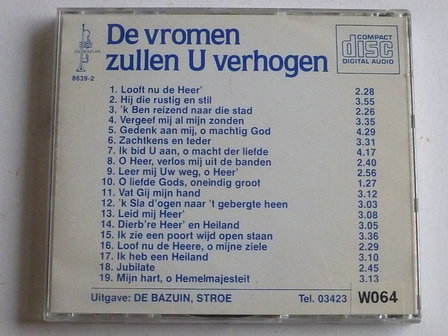 De vromen
zullen U verhogen
COMPACT
disc
DIGITAL AUDIO
DE BAZUIN
8639-2
1. Looft nu de Heer' 2.28
2. Hij die rustig en stil 3.55
3. 'k Ben reizend naar die stad 2.26
4. Vergeef mij al mijn zonden 3.35
5. Gedenk aan mij, o machtig God 4.29
6. Zachtkens en teder 3.31
7. Ik bid U aan, o macht der liefde 4.17
8. O Heer, verlos mij uit de banden 2.40
9. Leer mij Uw weg, o Heer' 2.56
10. O liefde Gods, oneindig groot 1.27
11. Vat Gij mijn hand 3.12
12. 'k Sla d'ogen naar 't gebergte heen 3.03
13. Leid mij Heer' 3.08
14. Dierb're Heer' en Heiland 3.05
15. Ik zie een poort wijd open staan 3.36
16. Loof nu de Heere, o mijne ziele 2.29
17. Ik heb een Heiland 3.10
18. Jubilate 2.45
19. Mijn hart, o Hemelmajesteit 3.13
Uitgave: DE BAZUIN, STROE Tel. 03423 W064